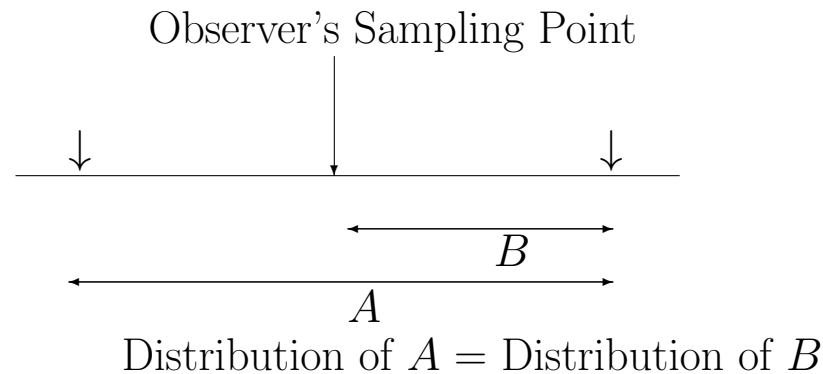 Observer's Sampling Point
B
A
Distribution of A = Distribution of B